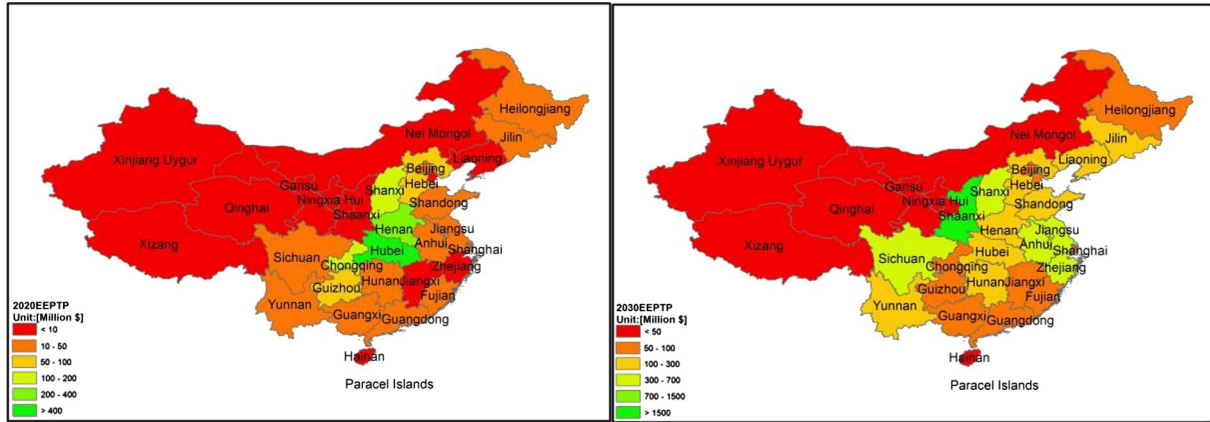 Heilongjiang
Nei Mongol
Jilin
Xinjiang Uygur
Liaoning
Beijing
Gansu
Hebei
Ningxia Hui
Shanxi
Qinghai
Shandong
Shaanxi
Xizang
Henan
Jiangsu
Anhui
Shanghai
Hubei
Sichuan
Chongqing
Zhejiang
Hunan
Jiangxi
Guizhou
Fujian
Yunnan
Guangxi
Guangdong
Hainan
Paracel Islands
2020EEPTP
Unit:[Million $]
< 10
10 - 50
50 - 100
100 - 200
200 - 400
> 400
Heilongjiang
Nei Mongol
Jilin
Xinjiang Uygur
Liaoning
Beijing
Gansu
Hebei
Ningxia Hui
Shanxi
Qinghai
Shandong
Shaanxi
Xizang
Henan
Jiangsu
Anhui
Shanghai
Hubei
Sichuan
Chongqing
Zhejiang
Hunan
Jiangxi
Guizhou
Fujian
Yunnan
Guangxi
Guangdong
Hainan
Paracel Islands
2030EEPTP
Unit:[Million $]
< 50
50 - 100
100 - 300
300 - 700
700 - 1500
> 1500